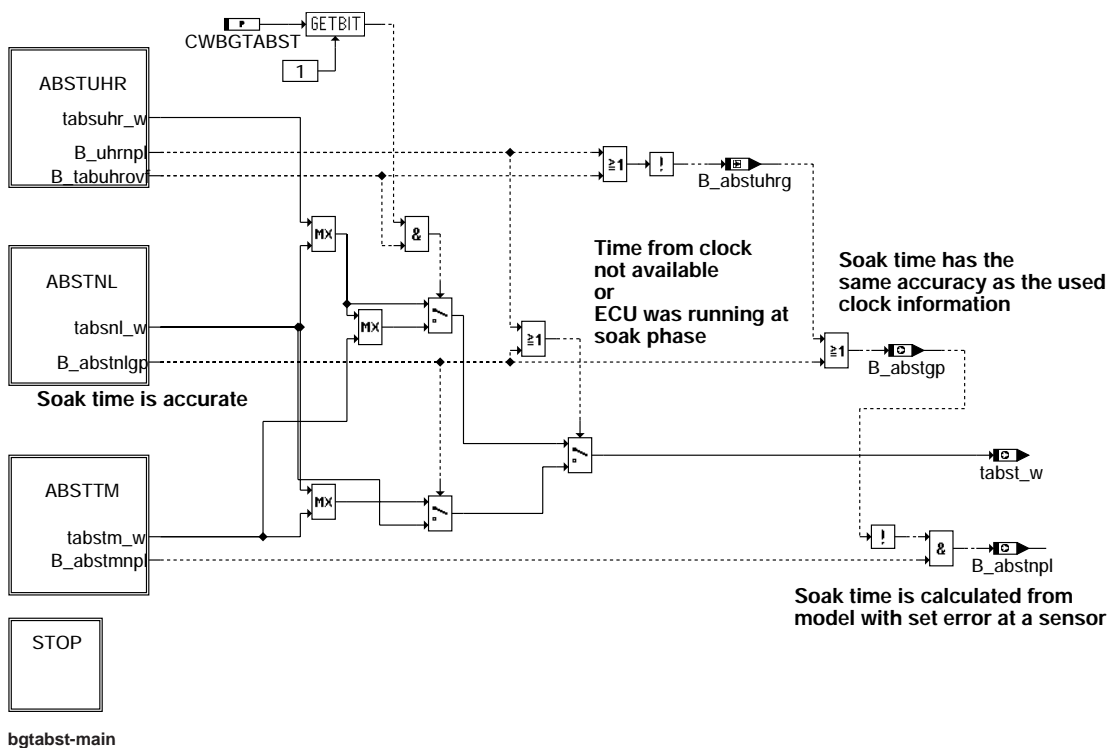 P
GETBIT
CWBGTABST
1
ABSTUHR
tabsuhr_w
B_uhrnpl
B_tabuhrovf
≥1
!
B_abstuhrg
MX
&
ABSTNL
tabsnl_w
B_abstnlgp
Soak time is accurate
MX
≥1
Time from clock
not available
or
ECU was running at
soak phase
Soak time has the
same accuracy as the used
clock information
≥1
B_abstgp
ABSTTM
tabstm_w
B_abstmnpl
MX
tabst_w
!
&
B_abstnpl
Soak time is calculated from
model with set error at a sensor
STOP
bgtabst-main